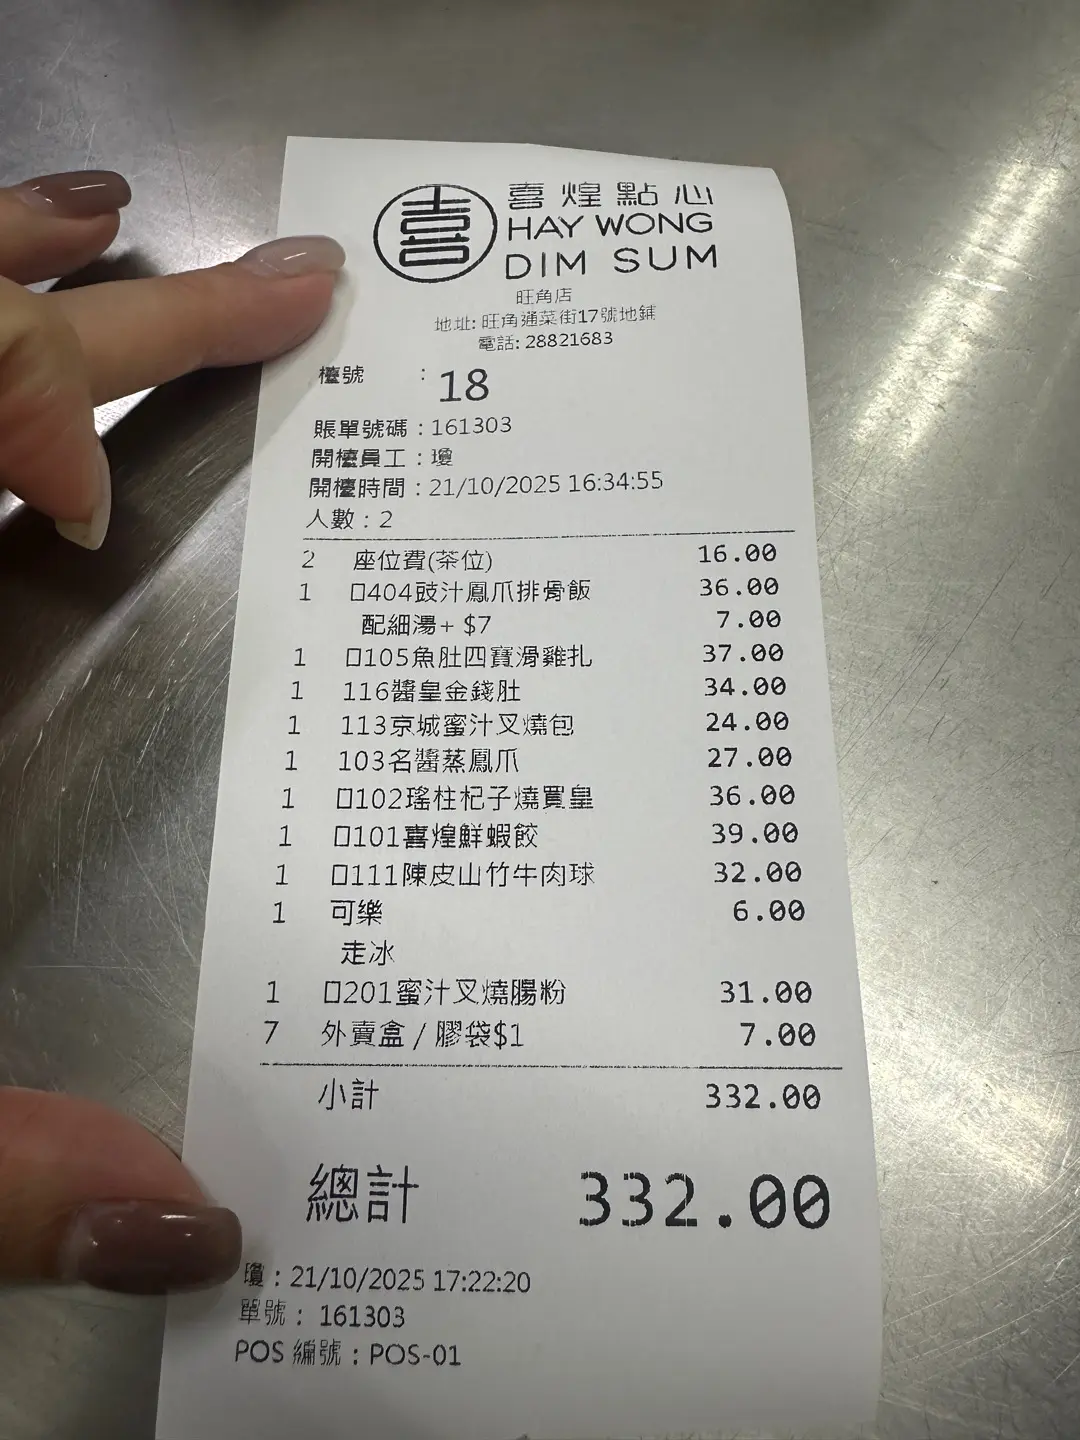 喜
喜煌點心
HAY WONG
DIM SUM
旺角店
地址: 旺角通菜街17號地鋪
電話: 28821683
檯號 : 18
賬單號碼 : 161303
開檯員工 : 瓊
開檯時間 : 21/10/2025 16:34:55
人數 : 2
2 座位費(茶位) 16.00
1 □404豉汁鳳爪排骨飯 36.00
配細湯+ $7 7.00
1 □105魚肚四寶滑雞扎 37.00
1 116醬皇金錢肚 34.00
1 113京城蜜汁叉燒包 24.00
1 103名醬蒸鳳爪 27.00
1 □102瑤柱杞子燒賣皇 36.00
1 □101喜煌鮮蝦餃 39.00
1 □111陳皮山竹牛肉球 32.00
1 可樂 6.00
走冰
1 □201蜜汁叉燒腸粉 31.00
7 外賣盒 / 膠袋$1 7.00
小計 332.00
總計 332.00
瓊 : 21/10/2025 17:22:20
單號 : 161303
POS 編號 : POS-01